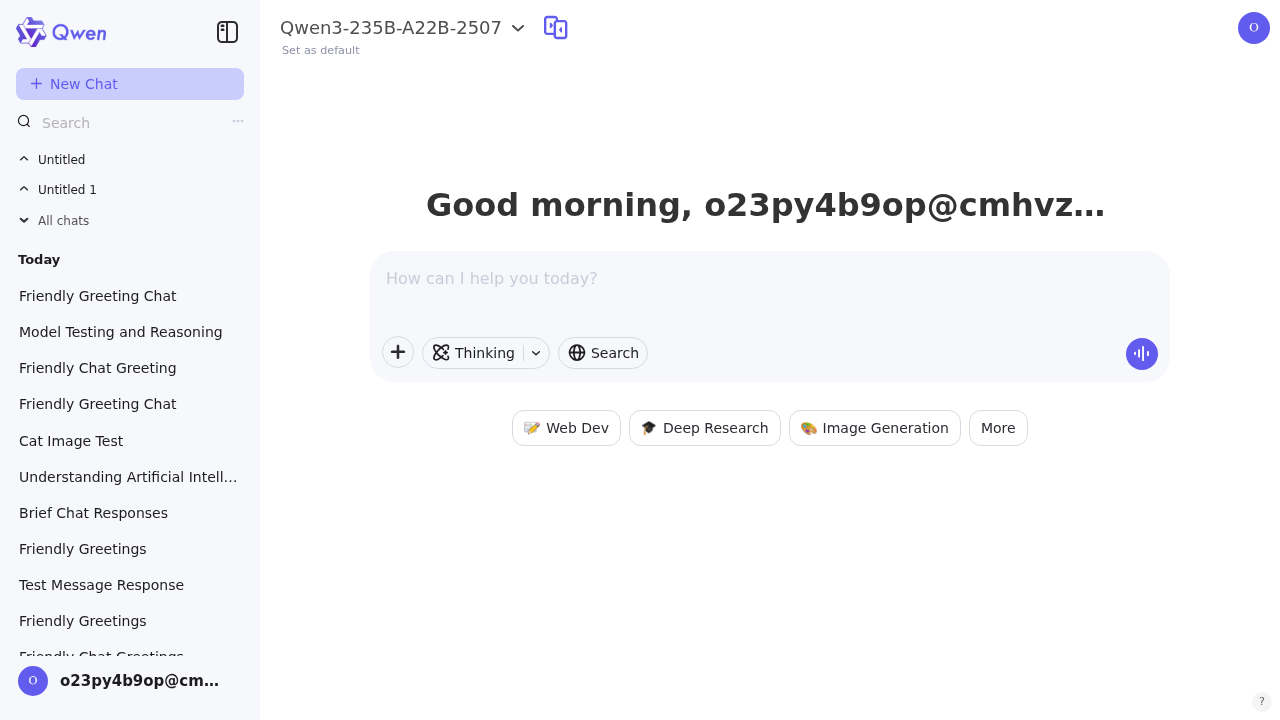 Qwen
New Chat
Search
Untitled
Untitled 1
All chats
Today
Friendly Greeting Chat
Model Testing and Reasoning
Friendly Chat Greeting
Friendly Greeting Chat
Cat Image Test
Understanding Artificial Intell...
Brief Chat Responses
Friendly Greetings
Test Message Response
Friendly Greetings
Friendly Chat Greetings
O o23py4b9op@cm...
Qwen3-235B-A22B-2507
Set as default
O
Good morning, o23py4b9op@cmhvz...
How can I help you today?
Thinking Search
Web Dev Deep Research Image Generation More
?